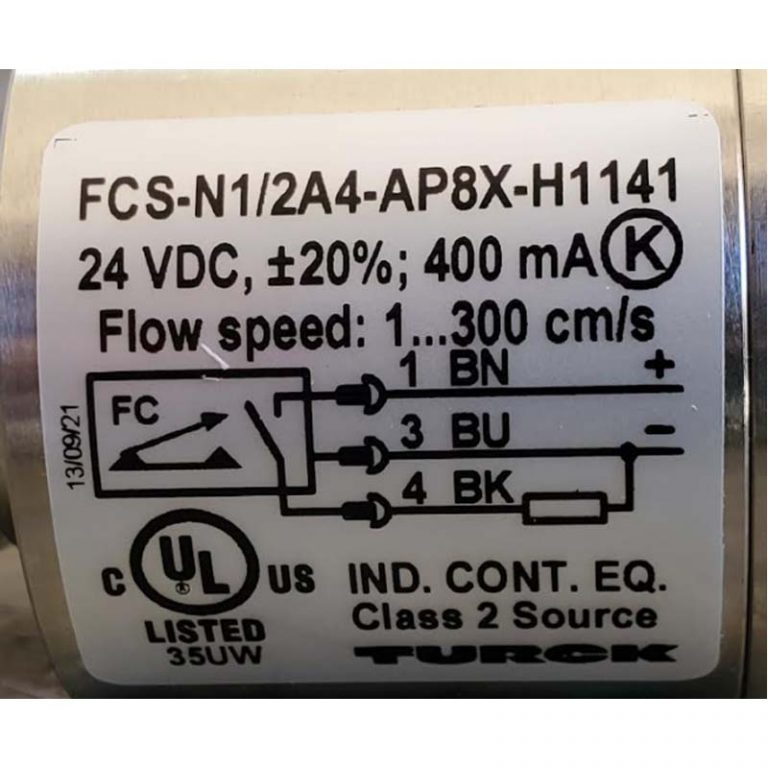 FCS-N1/2A4-AP8X-H1141
24 VDC, ±20%; 400 mA K
Flow speed: 1...300 cm/s
1 BN +
FC
3 BU -
4 BK
13/09/21
C UL® US
LISTED
35UW
IND. CONT. EQ.
Class 2 Source
TURCK